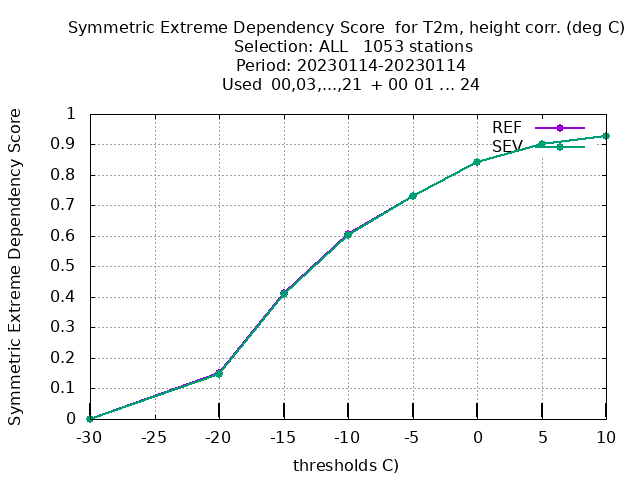 Symmetric Extreme Dependency Score  for T2m, height corr. (deg C)
Selection: ALL   1053 stations
Period: 20230114-20230114
Used  00,03,...,21  + 00 01 ... 24
Symmetric Extreme Dependency Score
1
0.9
0.8
0.7
0.6
0.5
0.4
0.3
0.2
0.1
0
REF
SEV
-30 -25 -20 -15 -10 -5 0 5 10
thresholds C)